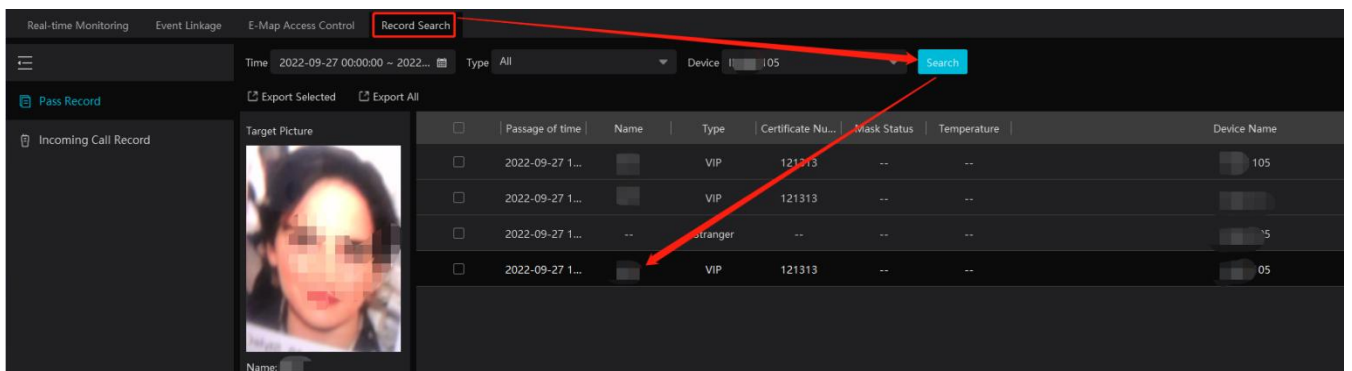 Real-time Monitoring Event Linkage E-Map Access Control Record Search
Time 2022-09-27 00:00:00 ~ 2022... Type All Device 105 Search
Pass Record
Export Selected Export All
Incoming Call Record
Target Picture
Passage of time Name Type Certificate Nu... Mask Status Temperature Device Name
2022-09-27 1... VIP 121313 -- -- 105
2022-09-27 1... VIP 121313 -- --
2022-09-27 1... -- Stranger -- -- --
2022-09-27 1... VIP 121313 -- -- 05
Name: